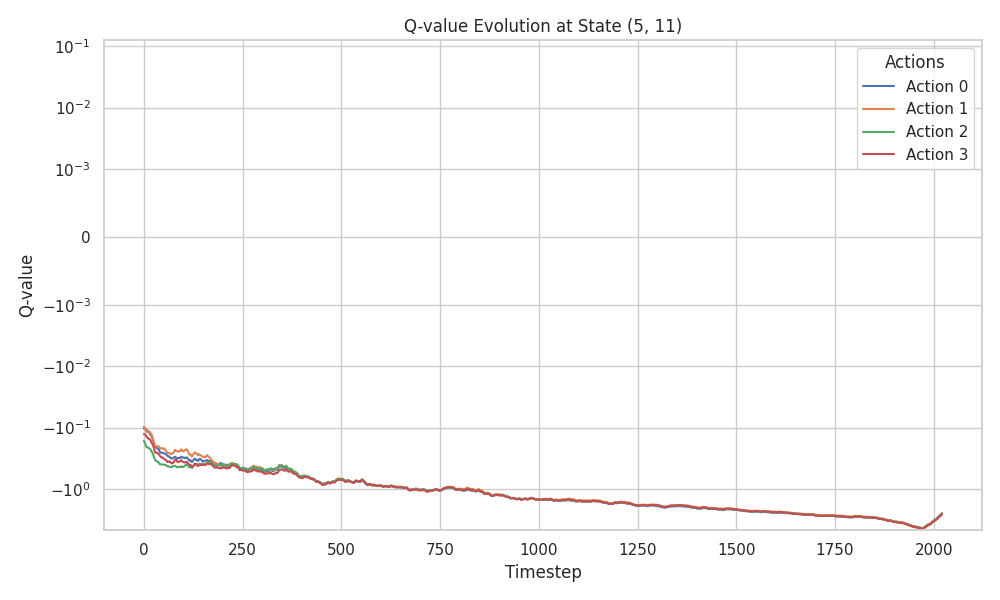 Q-value Evolution at State (5, 11)
Actions
Action 0
Action 1
Action 2
Action 3
Q-value
10⁻¹
10⁻²
10⁻³
0
−10⁻³
−10⁻²
−10⁻¹
−10⁰
0 250 500 750 1000 1250 1500 1750 2000
Timestep